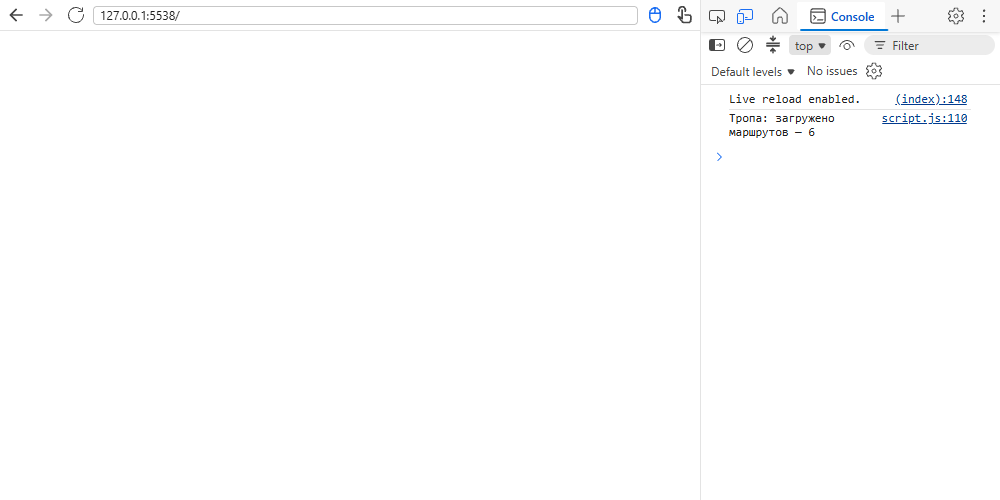 127.0.0.1:5538/
Console
top
Filter
Default levels
No issues
Live reload enabled. (index):148
Тропа: загружено script.js:110
маршрутов — 6